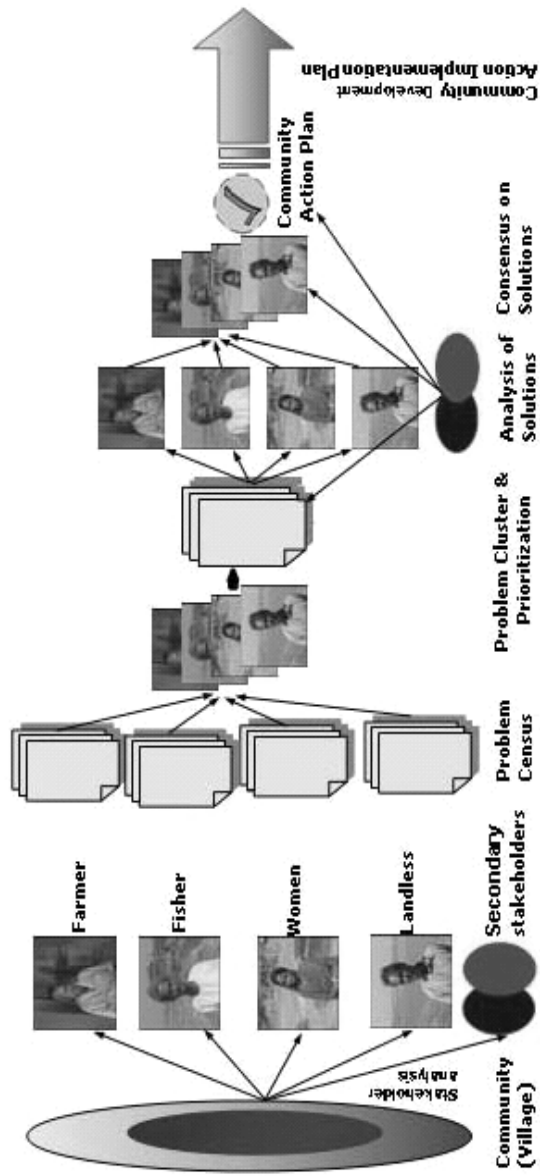 Community
(Village)
Stakeholder
analysis
Farmer
Fisher
Women
Landless
Secondary
stakeholders
Problem
Census
Problem Cluster &
Prioritization
Analysis of
Solutions
Consensus on
Solutions
Community
Action Plan
Community Development
Action Implementation Plan